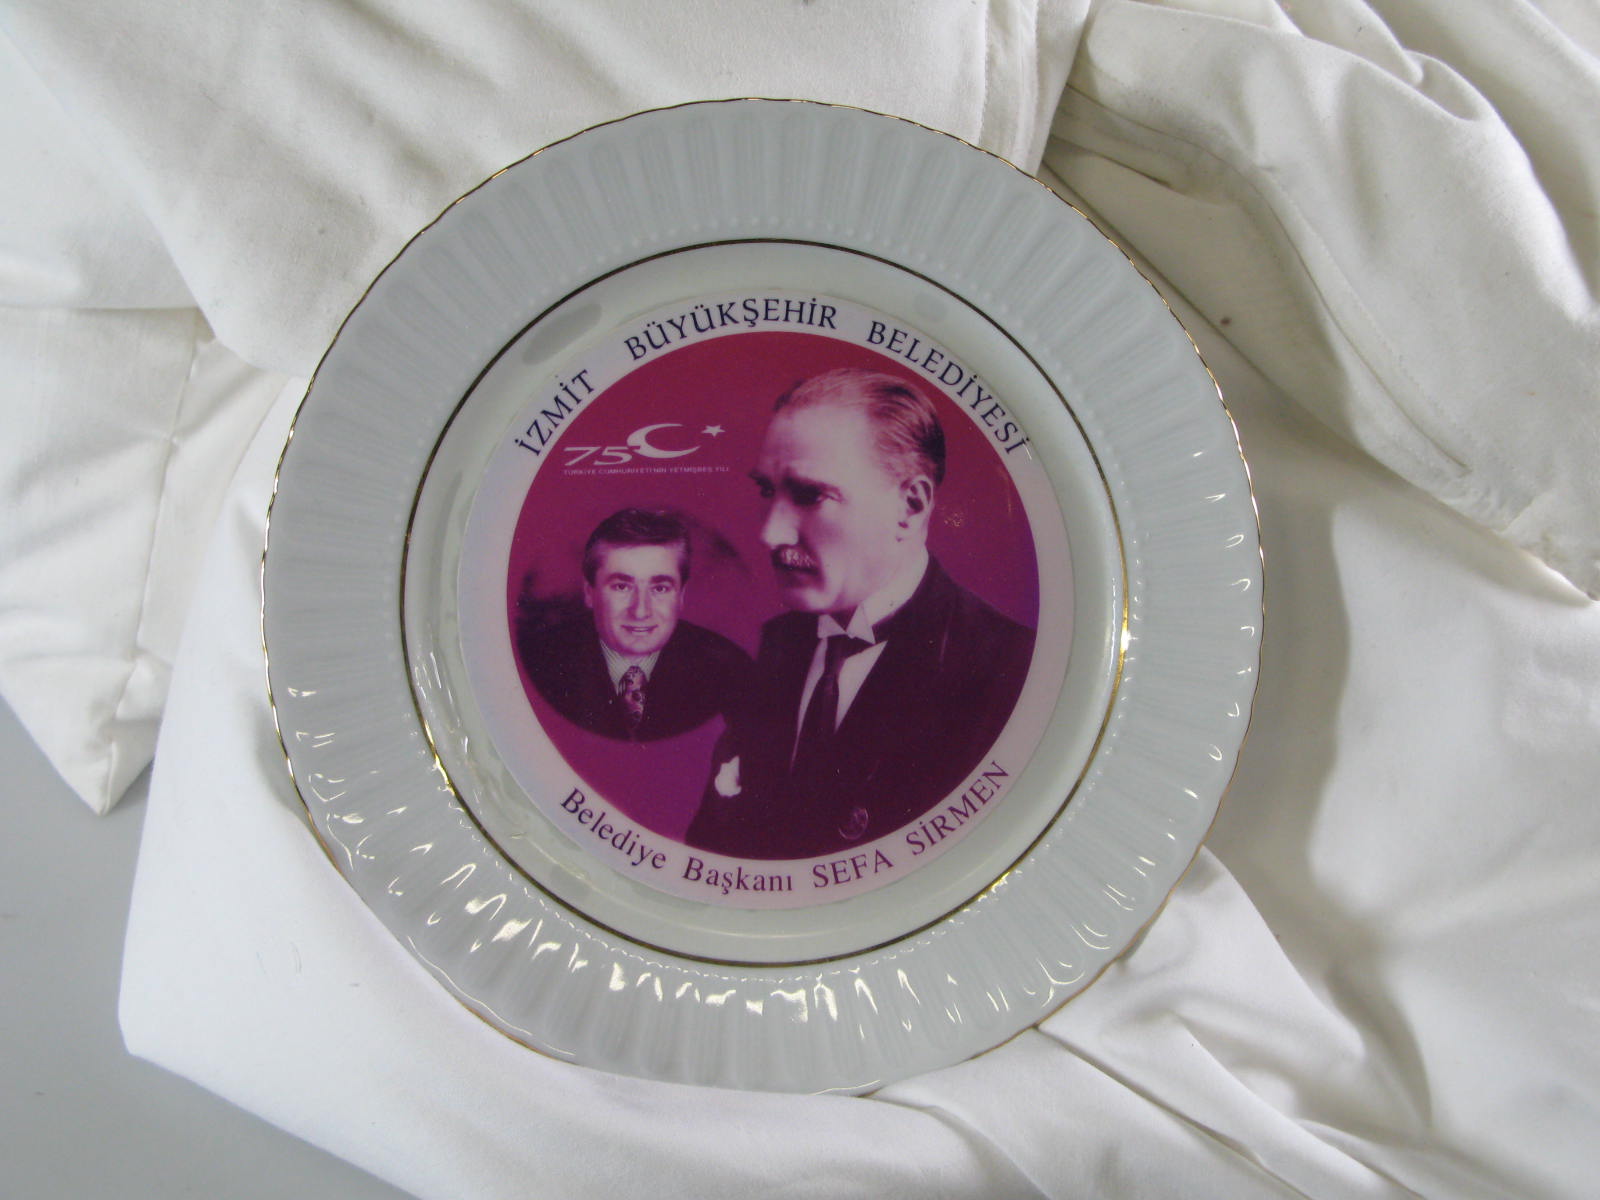 İZMİT BÜYÜKŞEHİR BELEDİYESİ
75
TÜRKİYE CUMHURİYETİ'NİN YETMİŞBEŞ YILI
Belediye Başkanı SEFA SİRMEN